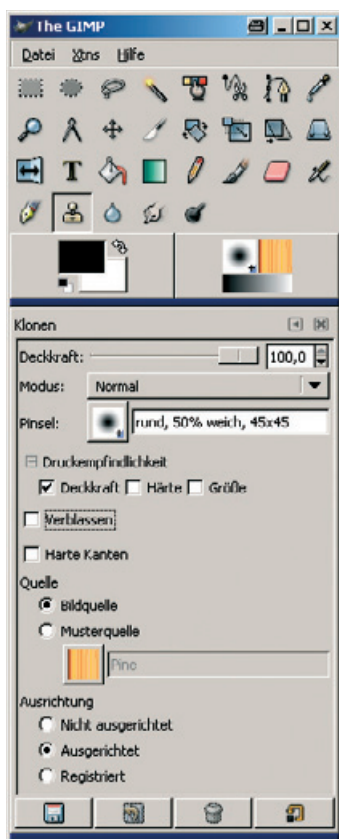 The GIMP
Datei Xtns Hilfe
Klonen
Deckkraft: 100,0
Modus: Normal
Pinsel: rund, 50% weich, 45x45
Druckempfindlichkeit
Deckkraft Härte Größe
Verblassen
Harte Kanten
Quelle
Bildquelle
Musterquelle
Pine
Ausrichtung
Nicht ausgerichtet
Ausgerichtet
Registriert